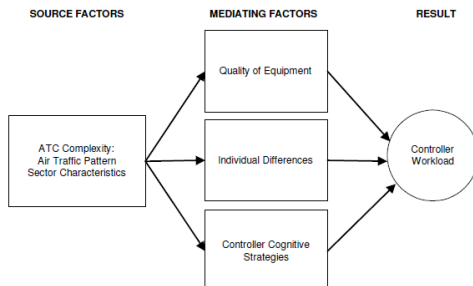 SOURCE FACTORS
MEDIATING FACTORS
RESULT
Quality of Equipment
ATC Complexity:
Air Traffic Pattern
Sector Characteristics
Individual Differences
Controller
Workload
Controller Cognitive
Strategies